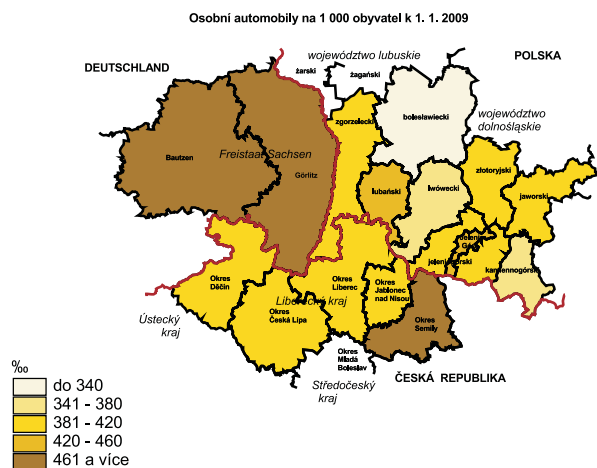 Osobní automobily na 1 000 obyvatel k 1. 1. 2009
województwo lubuskie
POLSKA
DEUTSCHLAND
żarski
żagański
województwo
dolnośląskie
zgorzelecki
bolesławiecki
Bautzen
Freistaat Sachsen
Görlitz
lubański
lwówecki
złotoryjski
jaworski
Jelenia
Góra
jeleniogórski
kamiennogórski
Okres
Děčín
Okres
Liberec
Okres
Jablonec
nad Nisou
Liberecký kraj
Okres
Česká Lípa
Okres
Semily
Ústecký
kraj
Okres
Mladá
Boleslav
Středočeský
kraj
ČESKÁ REPUBLIKA
‰
do 340
341 - 380
381 - 420
420 - 460
461 a více